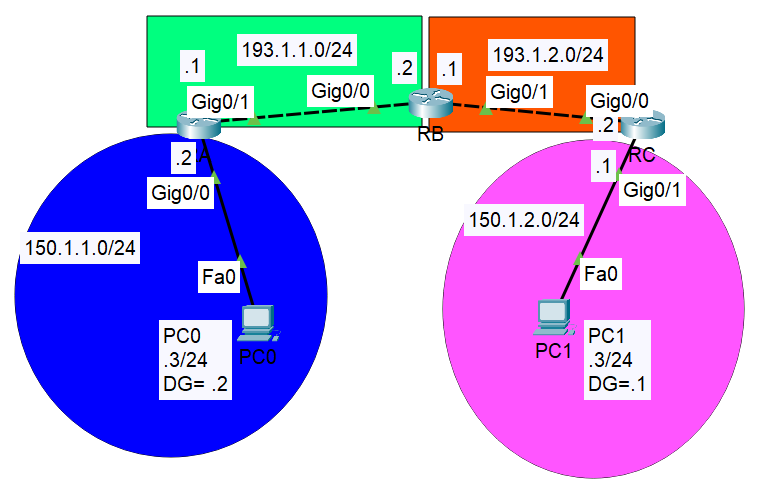 193.1.1.0/24
193.1.2.0/24
.1
.2
.1
Gig0/1
Gig0/0
Gig0/1
Gig0/0
.2
RB
RC
.2
.1
Gig0/0
Gig0/1
150.1.1.0/24
150.1.2.0/24
Fa0
Fa0
PC0
.3/24
DG= .2
PC0
PC1
PC1
.3/24
DG=.1